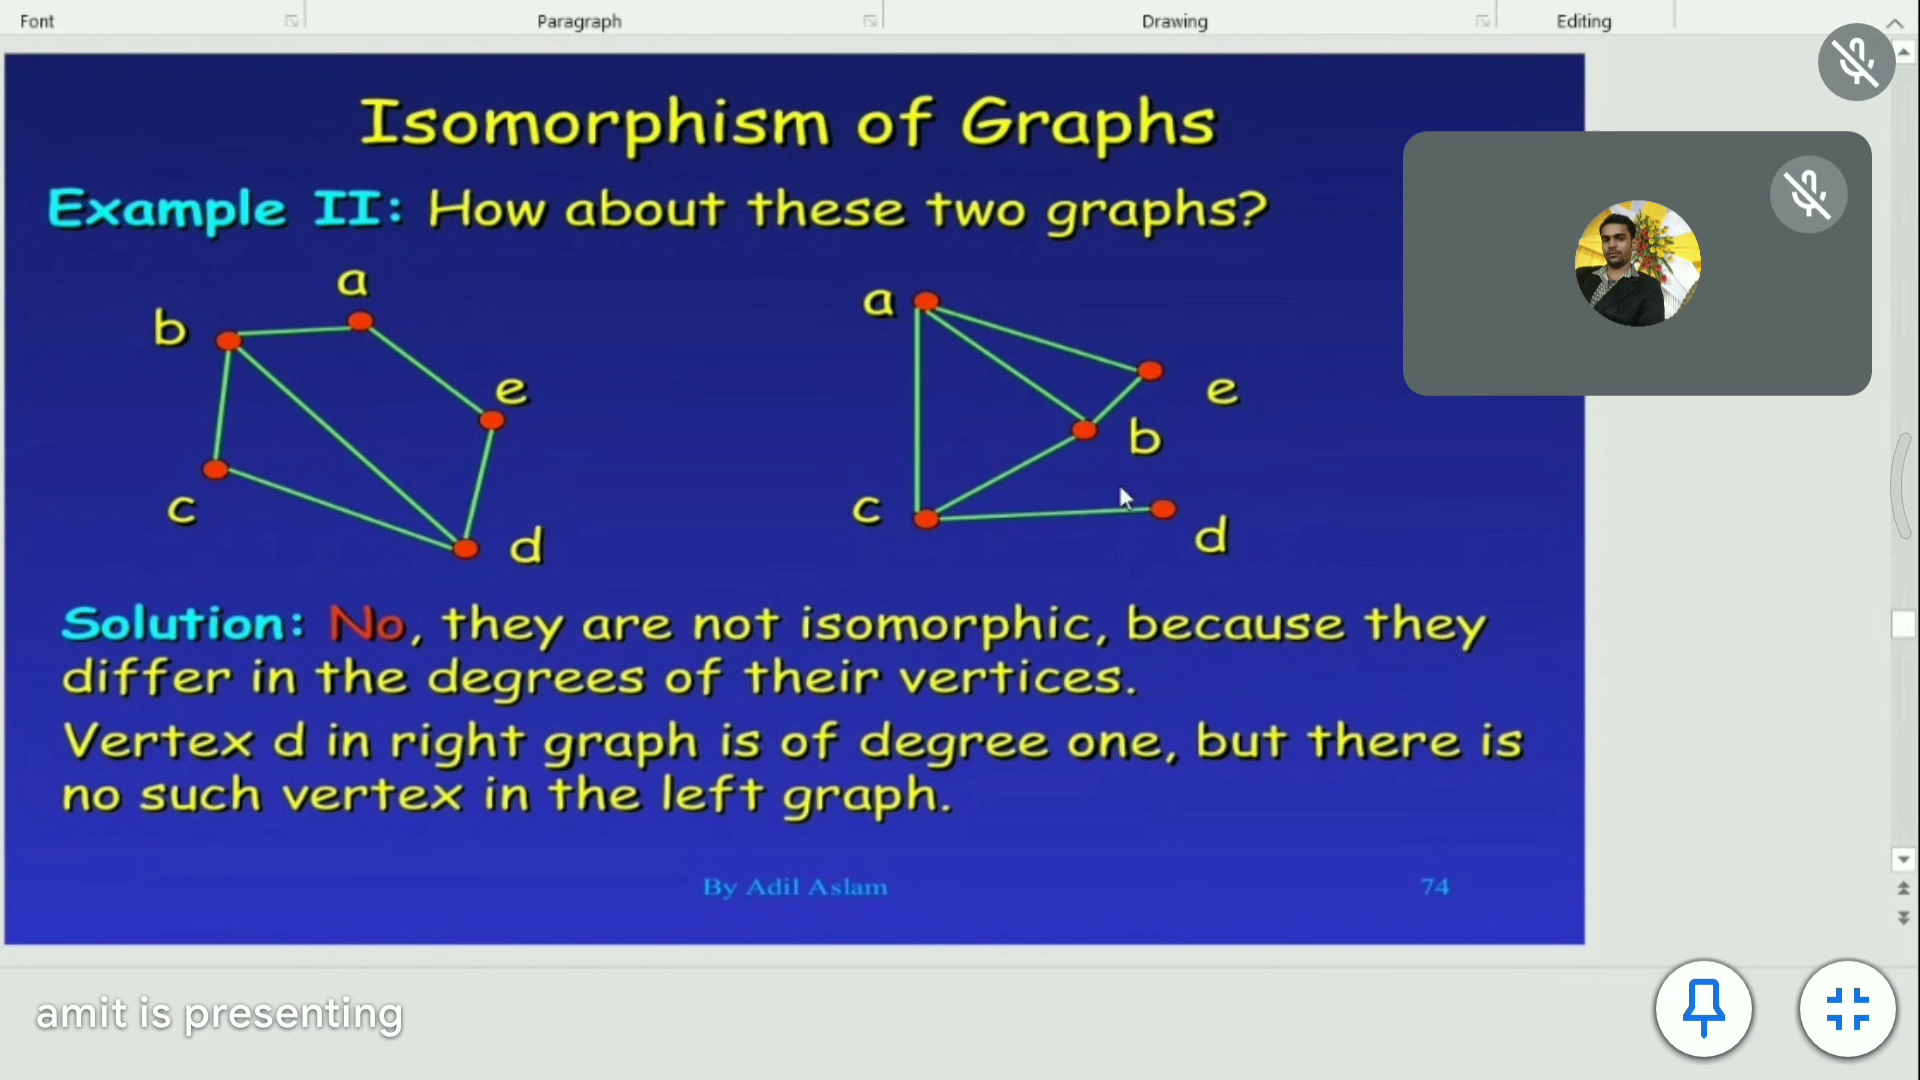 Font Paragraph Drawing Editing
Isomorphism of Graphs
Example II: How about these two graphs?
a
b
e
c
d
a
e
b
c
d
Solution: No, they are not isomorphic, because they
differ in the degrees of their vertices.
Vertex d in right graph is of degree one, but there is
no such vertex in the left graph.
By Adil Aslam 74
amit is presenting